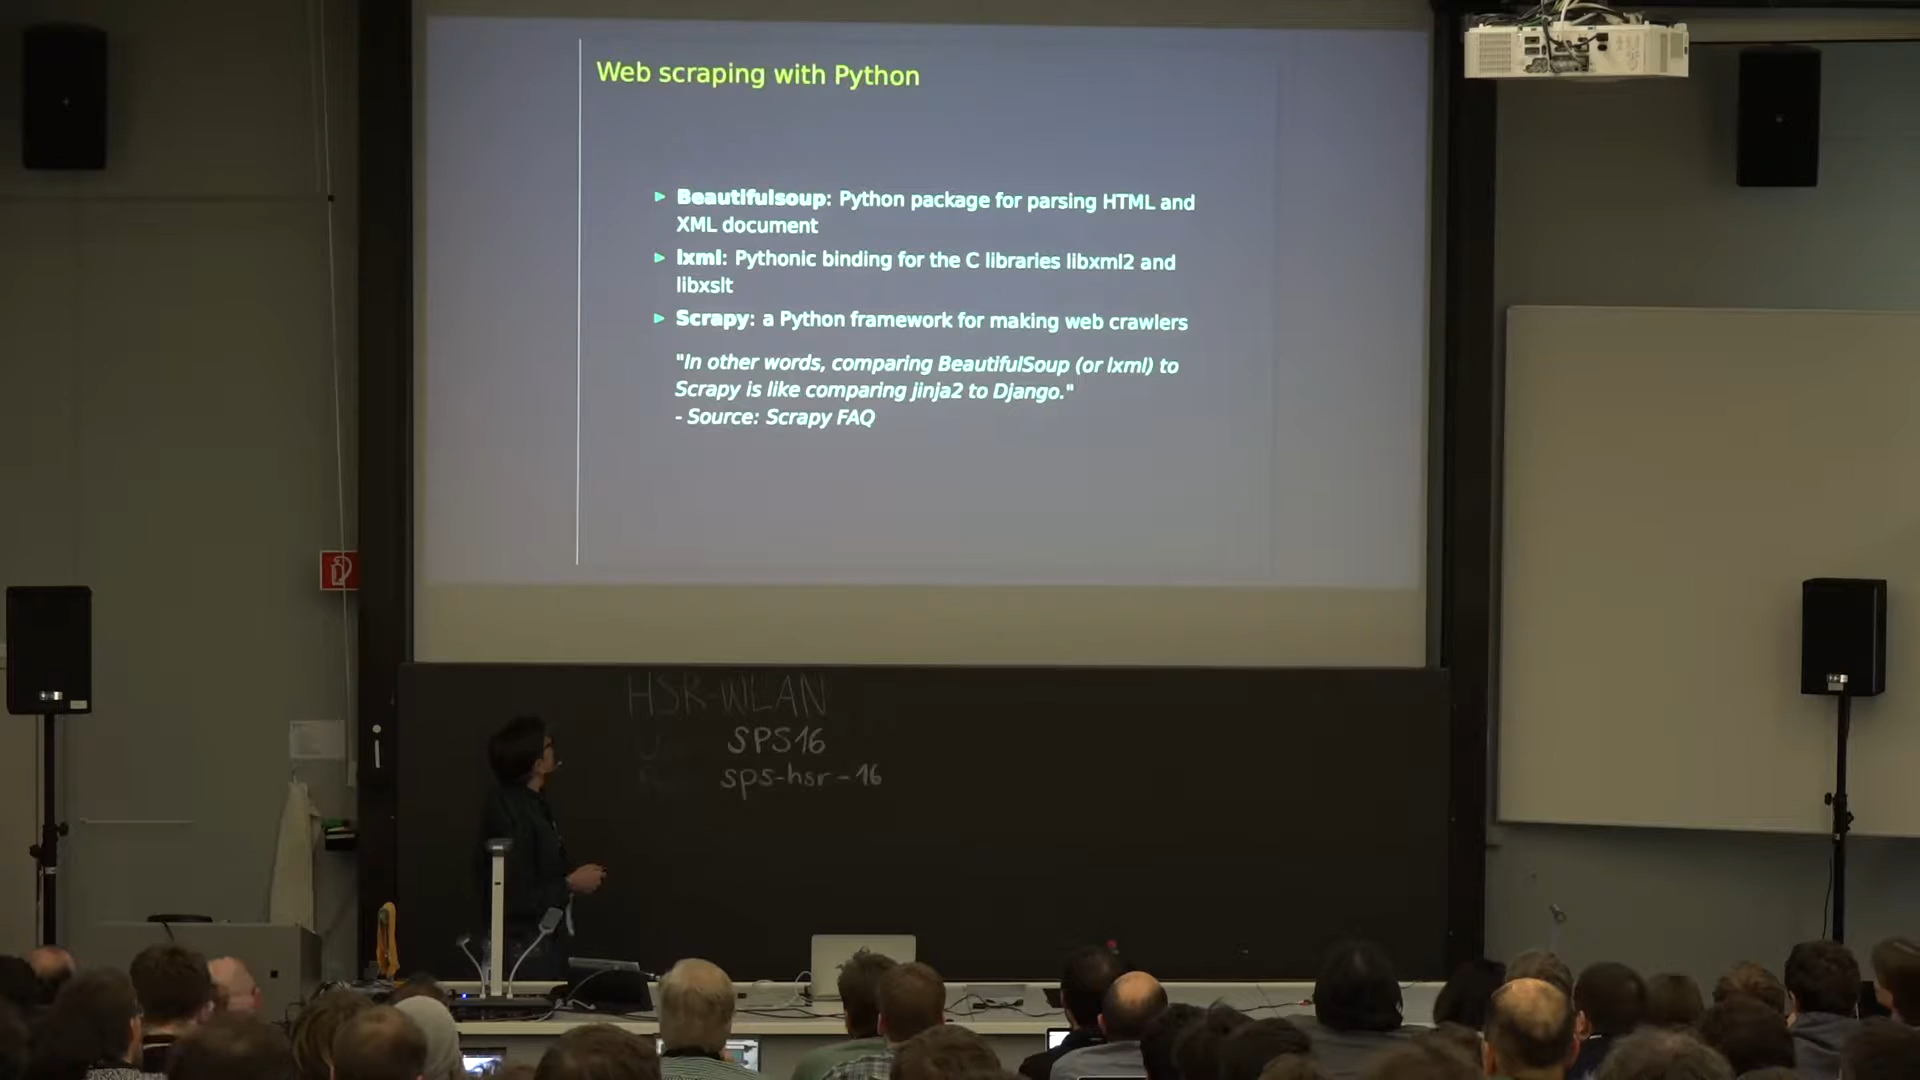 Web scraping with Python
▶ Beautifulsoup: Python package for parsing HTML and
XML document
▶ lxml: Pythonic binding for the C libraries libxml2 and
libxslt
▶ Scrapy: a Python framework for making web crawlers
"In other words, comparing BeautifulSoup (or lxml) to
Scrapy is like comparing jinja2 to Django."
- Source: Scrapy FAQ
HSR-WLAN
SPS16
sps-hsr-16